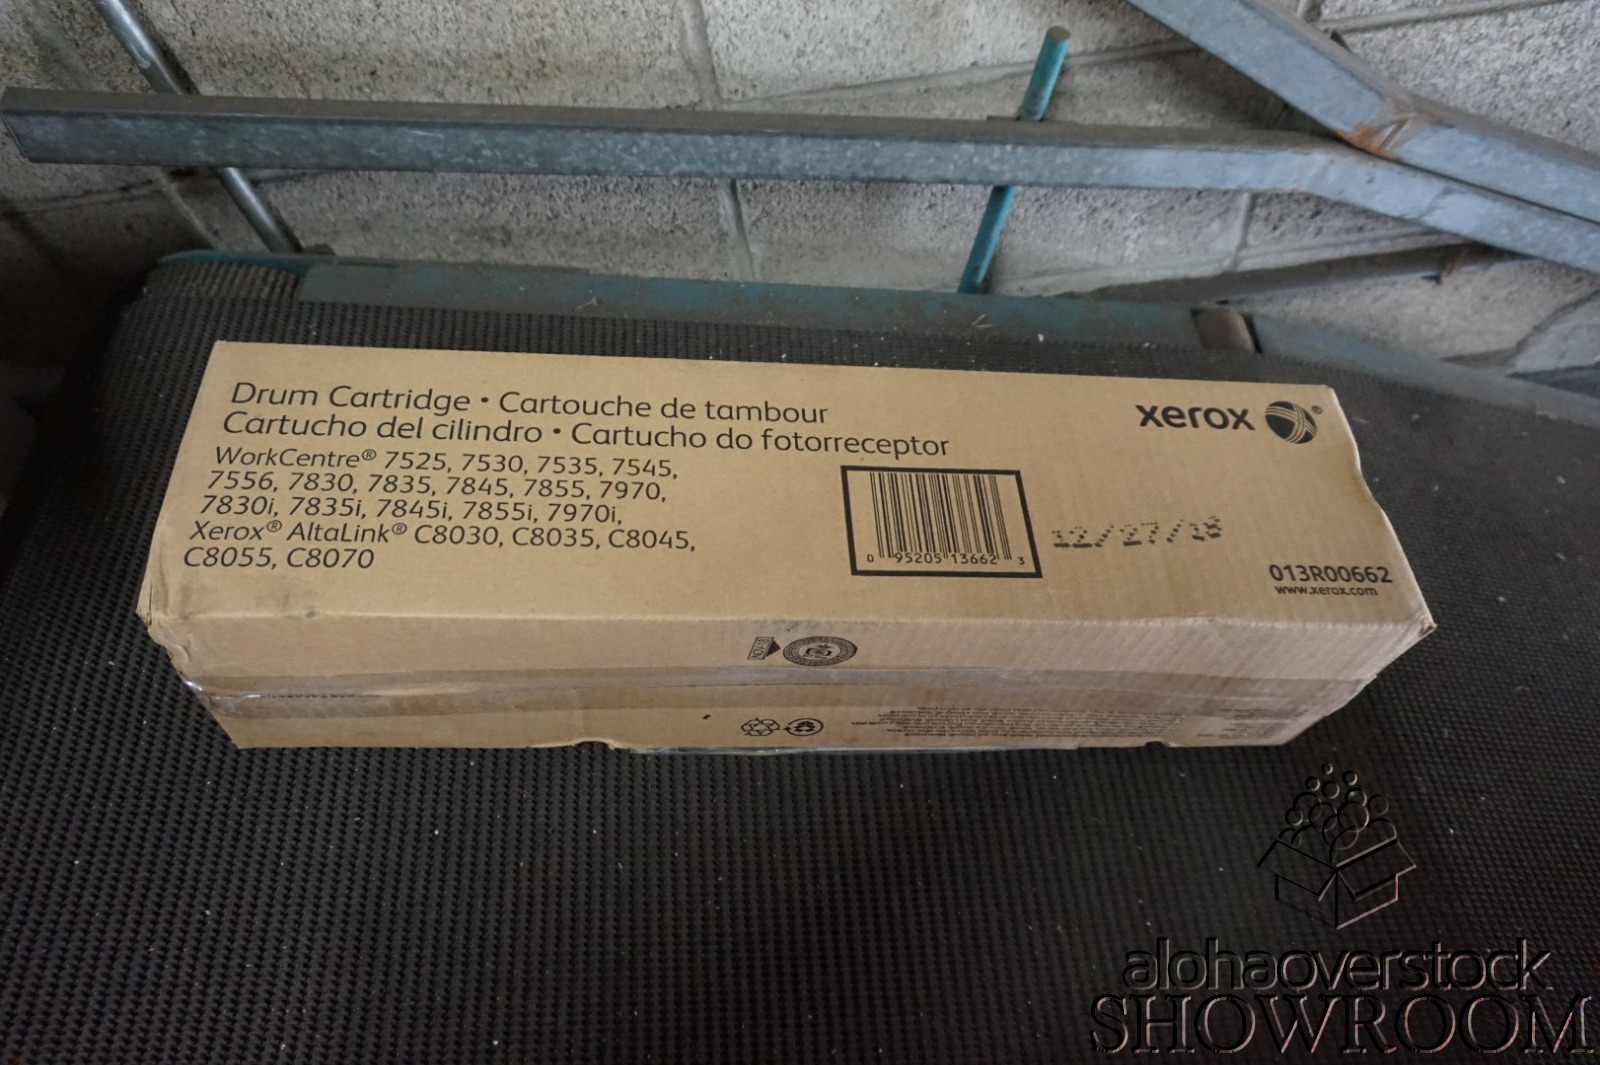 Drum Cartridge • Cartouche de tambour
Cartucho del cilindro • Cartucho do fotorreceptor
WorkCentre® 7525, 7530, 7535, 7545,
7556, 7830, 7835, 7845, 7855, 7970,
7830i, 7835i, 7845i, 7855i, 7970i,
Xerox® AltaLink® C8030, C8035, C8045,
C8055, C8070
xerox®
0 95205 13662 3
12/27/18
013R00662
www.xerox.com
alohaoverstock
SHOWROOM